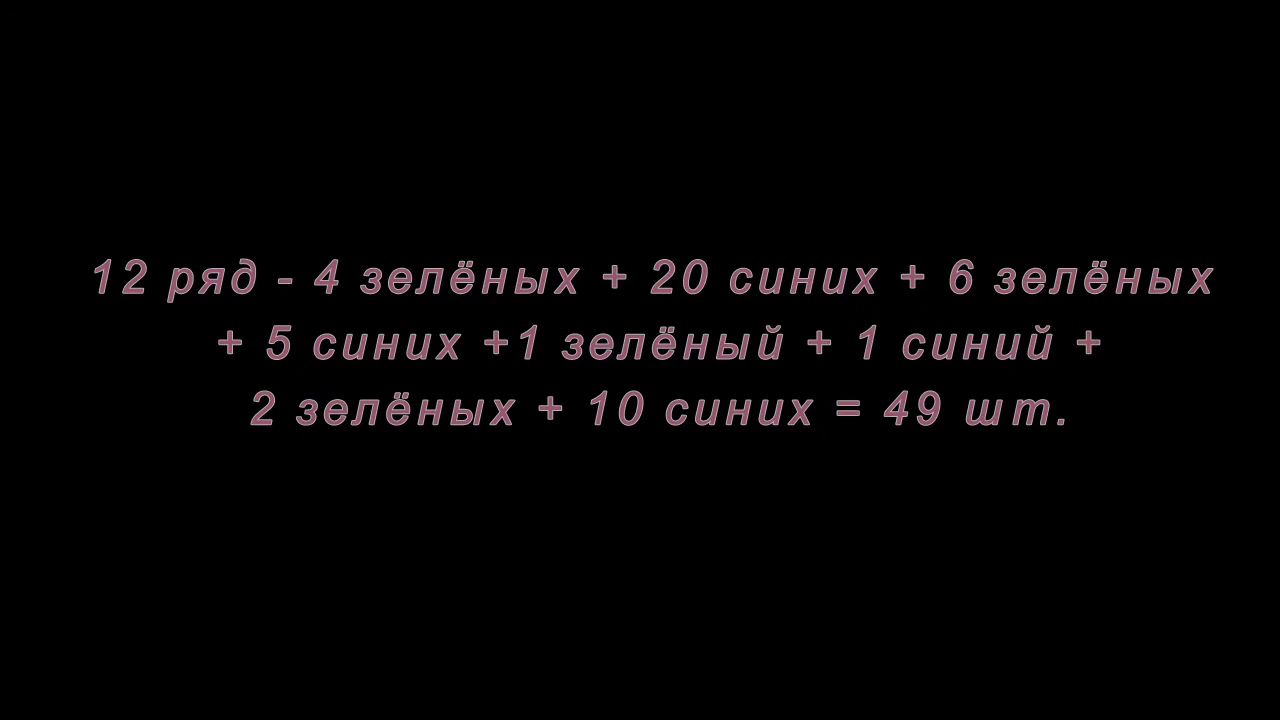 12 ряд - 4 зелёных + 20 синих + 6 зелёных
+ 5 синих +1 зелёный + 1 синий +
2 зелёных + 10 синих = 49 шт.